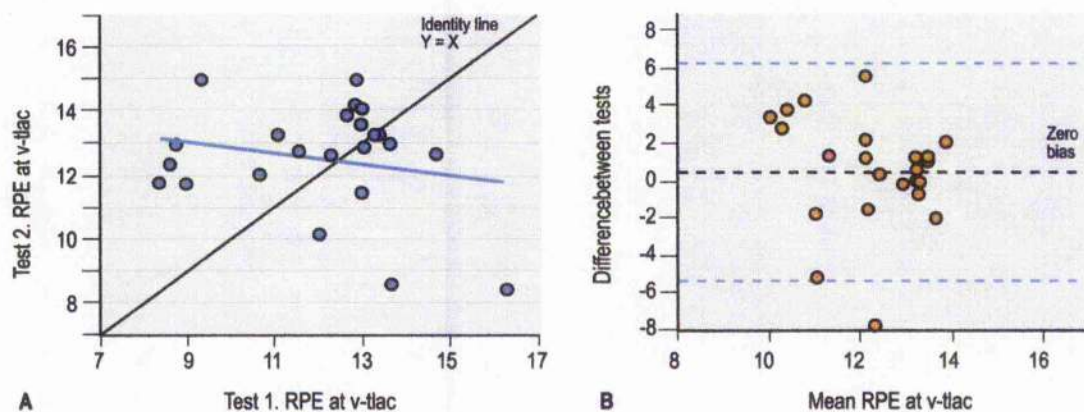 Identity line
Y = X
16
14
12
10
8
7 9 11 13 15 17
Test 2. RPE at v-tlac
Test 1. RPE at v-tlac
A
8
6
4
2
0
-2
-4
-6
-8
8 10 12 14 16
Zero
bias
Differencebetween tests
Mean RPE at v-tlac
B